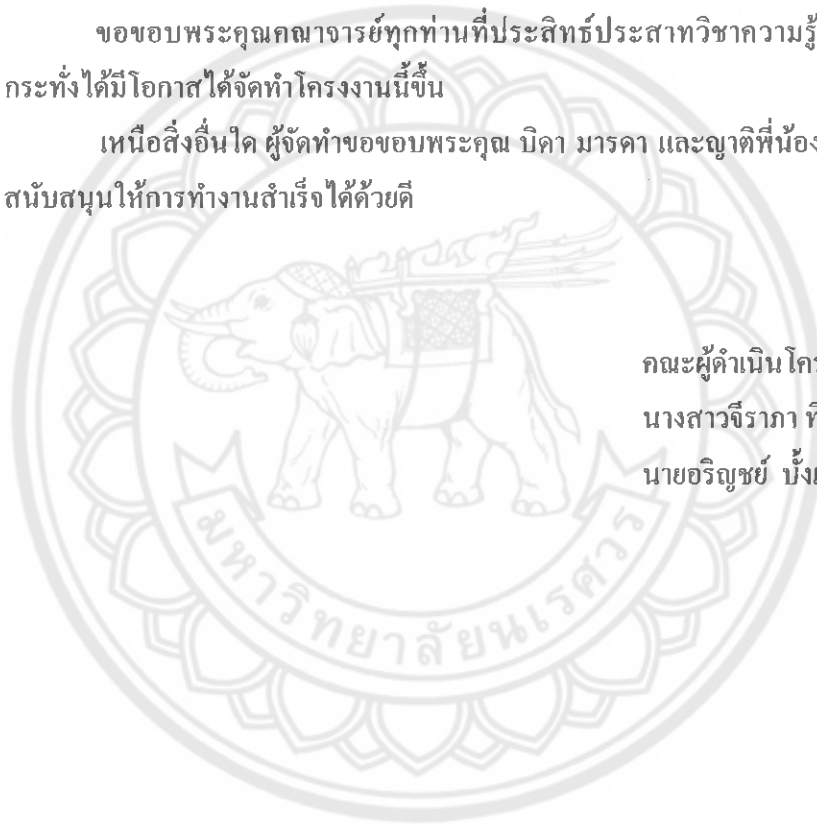 ขอขอบพระคุณคณาจารย์ทุกท่านที่ประสิทธ์ประสาทวิชาความรู้
กระทั่งได้มีโอกาสได้จัดทำโครงงานนี้ขึ้น
เหนือสิ่งอื่นใด ผู้จัดทำขอขอบพระคุณ บิดา มารดา และญาติพี่น้อง
สนับสนุนให้การทำงานสำเร็จได้ด้วยดี
คณะผู้ดำเนินโคร
นางสาวจีราภา
นายอริญชย์
มหาวิทยาลัยนเรศวร